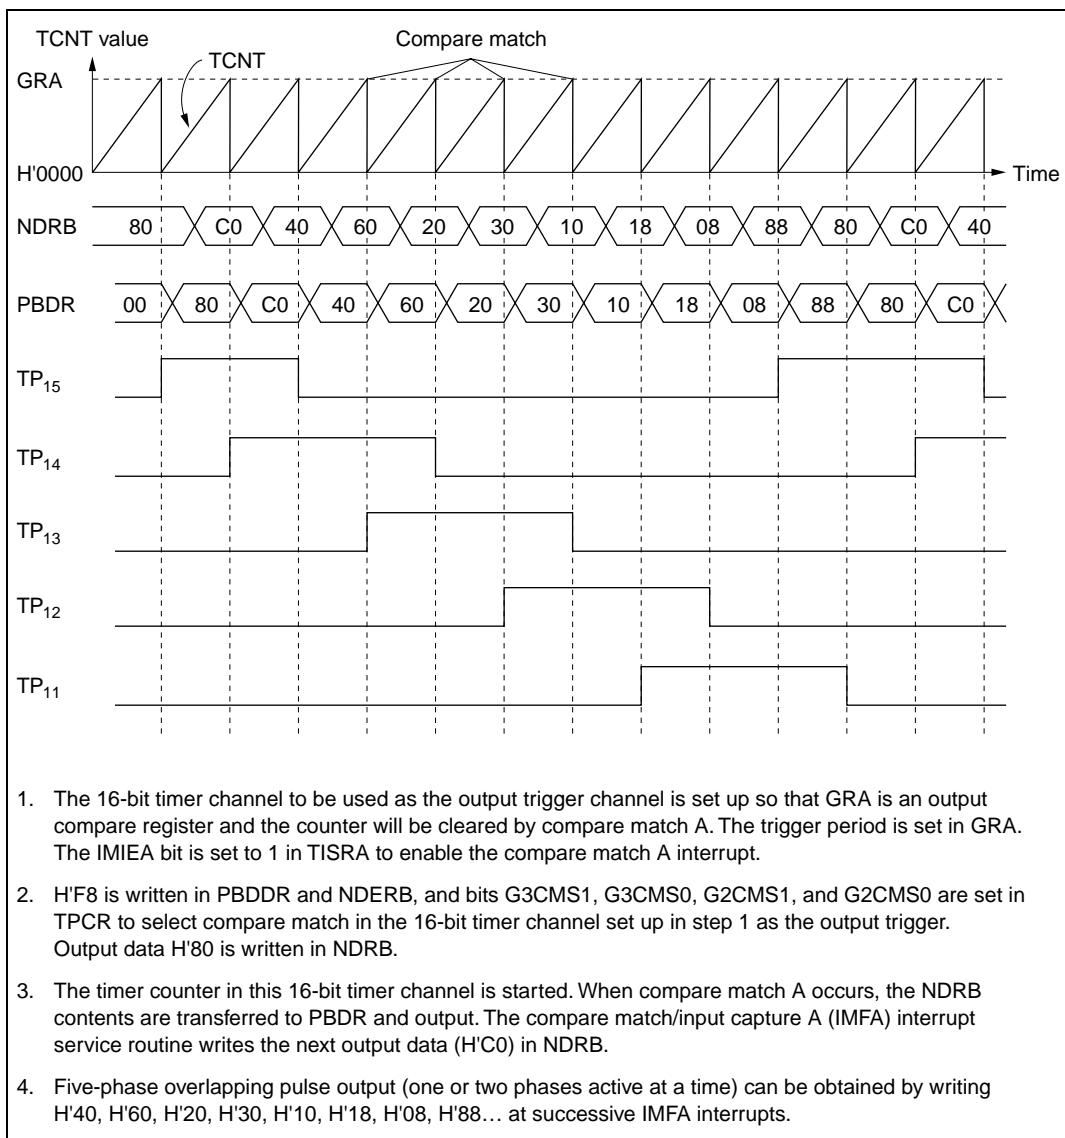 TCNT value
Compare match
TCNT
GRA
H'0000
Time
NDRB 80 C0 40 60 20 30 10 18 08 88 80 C0 40
PBDR 00 80 C0 40 60 20 30 10 18 08 88 80 C0
TP15
TP14
TP13
TP12
TP11
1. The 16-bit timer channel to be used as the output trigger channel is set up so that GRA is an output
compare register and the counter will be cleared by compare match A. The trigger period is set in GRA.
The IMIEA bit is set to 1 in TISRA to enable the compare match A interrupt.
2. H'F8 is written in PBDDR and NDERB, and bits G3CMS1, G3CMS0, G2CMS1, and G2CMS0 are set in
TPCR to select compare match in the 16-bit timer channel set up in step 1 as the output trigger.
Output data H'80 is written in NDRB.
3. The timer counter in this 16-bit timer channel is started. When compare match A occurs, the NDRB
contents are transferred to PBDR and output. The compare match/input capture A (IMFA) interrupt
service routine writes the next output data (H'C0) in NDRB.
4. Five-phase overlapping pulse output (one or two phases active at a time) can be obtained by writing
H'40, H'60, H'20, H'30, H'10, H'18, H'08, H'88… at successive IMFA interrupts.